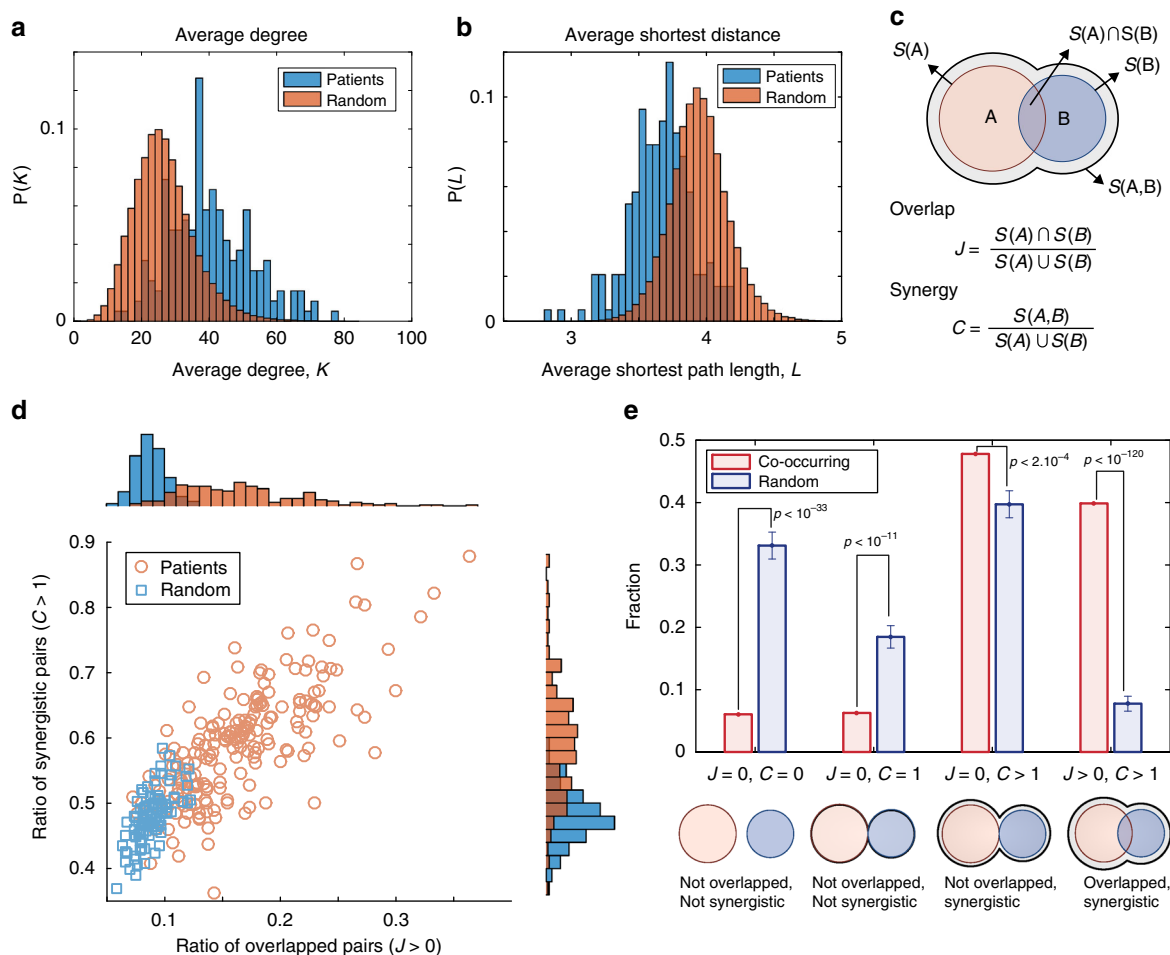 a
Average degree
Patients
Random
0.1
0
P(K)
0 20 40 60 80 100
Average degree, K
b
Average shortest distance
Patients
Random
0.1
0
P(L)
3 4 5
Average shortest path length, L
c
S(A)
S(A)∩S(B)
S(B)
A
B
S(A,B)
Overlap
J = S(A) ∩ S(B)
S(A) ∪ S(B)
Synergy
C = S(A,B)
S(A) ∪ S(B)
d
0.9
0.8
0.7
0.6
0.5
0.4
Patients
Random
Ratio of synergistic pairs (C > 1)
0.1 0.2 0.3
Ratio of overlapped pairs (J > 0)
e
0.5
0.4
0.3
0.2
0.1
0
Fraction
Co-occurring
Random
p < 10−33
p < 10−11
p < 2.10−4
p < 10−120
J = 0, C = 0
J = 0, C = 1
J = 0, C > 1
J > 0, C > 1
Not overlapped,
Not synergistic
Not overlapped,
Not synergistic
Not overlapped,
synergistic
Overlapped,
synergistic